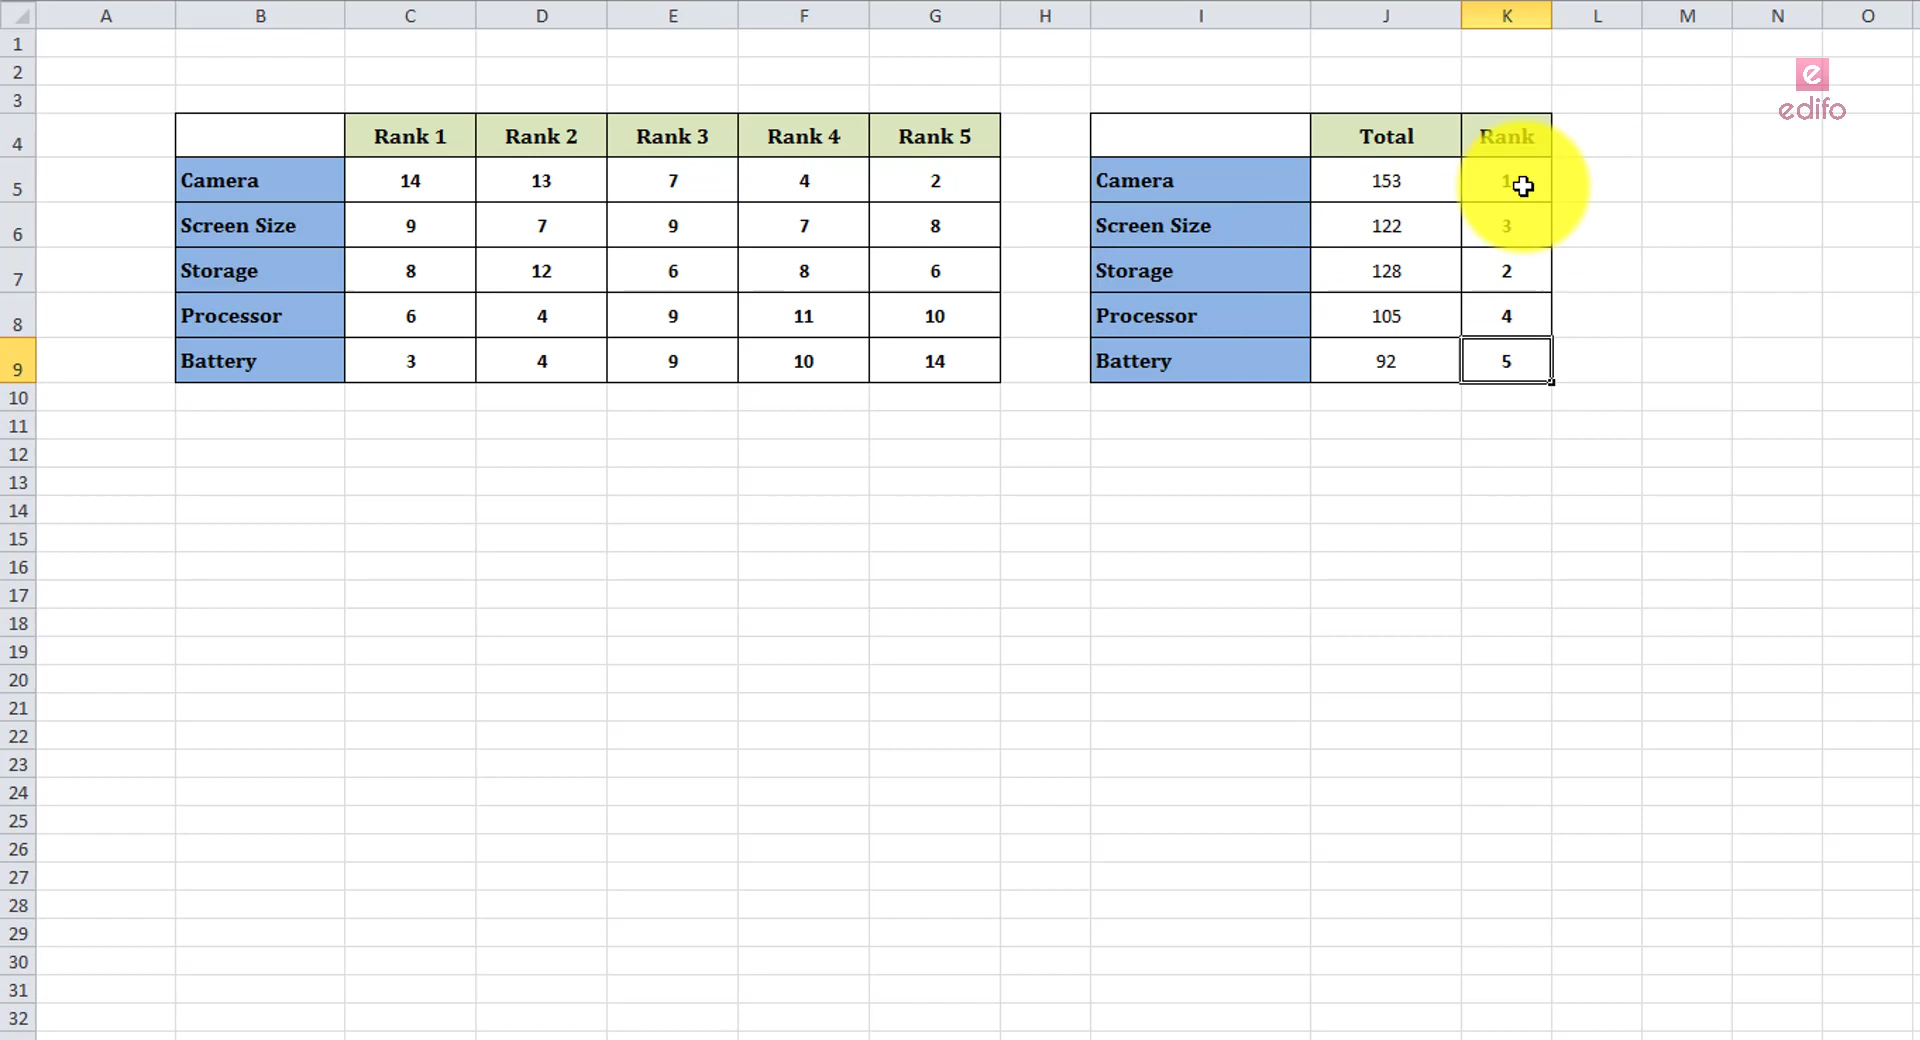 A B C D E F G H I J K L M N O
1
2
e
3
edifo
4 Rank 1 Rank 2 Rank 3 Rank 4 Rank 5 Total Rank
5 Camera 14 13 7 4 2 Camera 153 1
6 Screen Size 9 7 9 7 8 Screen Size 122 3
7 Storage 8 12 6 8 6 Storage 128 2
8 Processor 6 4 9 11 10 Processor 105 4
9 Battery 3 4 9 10 14 Battery 92 5
10
11
12
13
14
15
16
17
18
19
20
21
22
23
24
25
26
27
28
29
30
31
32